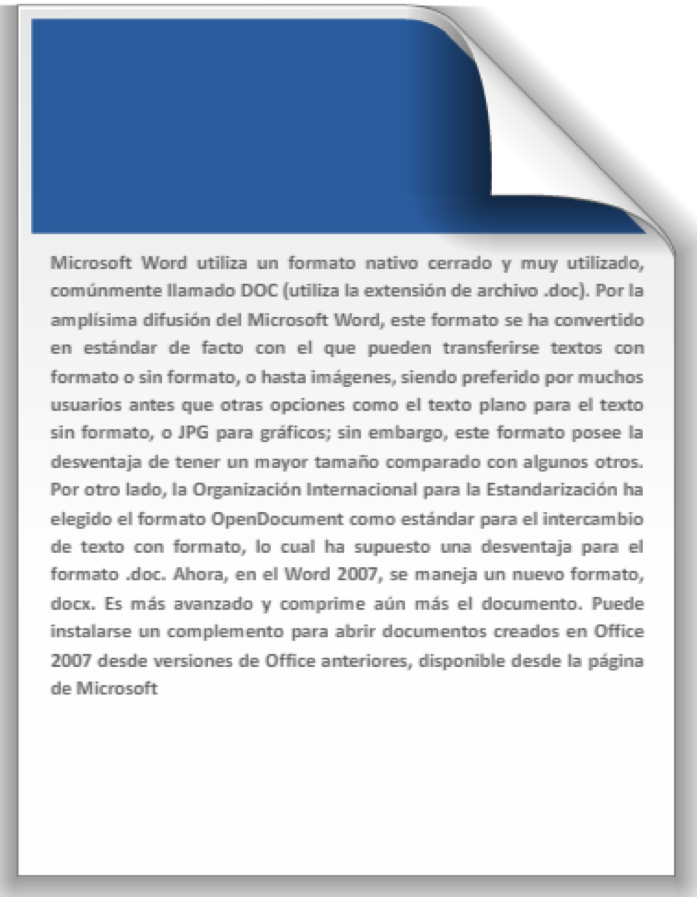 Microsoft Word utiliza un formato nativo cerrado y muy utilizado,
comúnmente llamado DOC (utiliza la extensión de archivo .doc). Por la
amplísima difusión del Microsoft Word, este formato se ha convertido
en estándar de facto con el que pueden transferirse textos con
formato o sin formato, o hasta imágenes, siendo preferido por muchos
usuarios antes que otras opciones como el texto plano para el texto
sin formato, o JPG para gráficos; sin embargo, este formato posee la
desventaja de tener un mayor tamaño comparado con algunos otros.
Por otro lado, la Organización Internacional para la Estandarización ha
elegido el formato OpenDocument como estándar para el intercambio
de texto con formato, lo cual ha supuesto una desventaja para el
formato .doc. Ahora, en el Word 2007, se maneja un nuevo formato,
docx. Es más avanzado y comprime aún más el documento. Puede
instalarse un complemento para abrir documentos creados en Office
2007 desde versiones de Office anteriores, disponible desde la página
de Microsoft